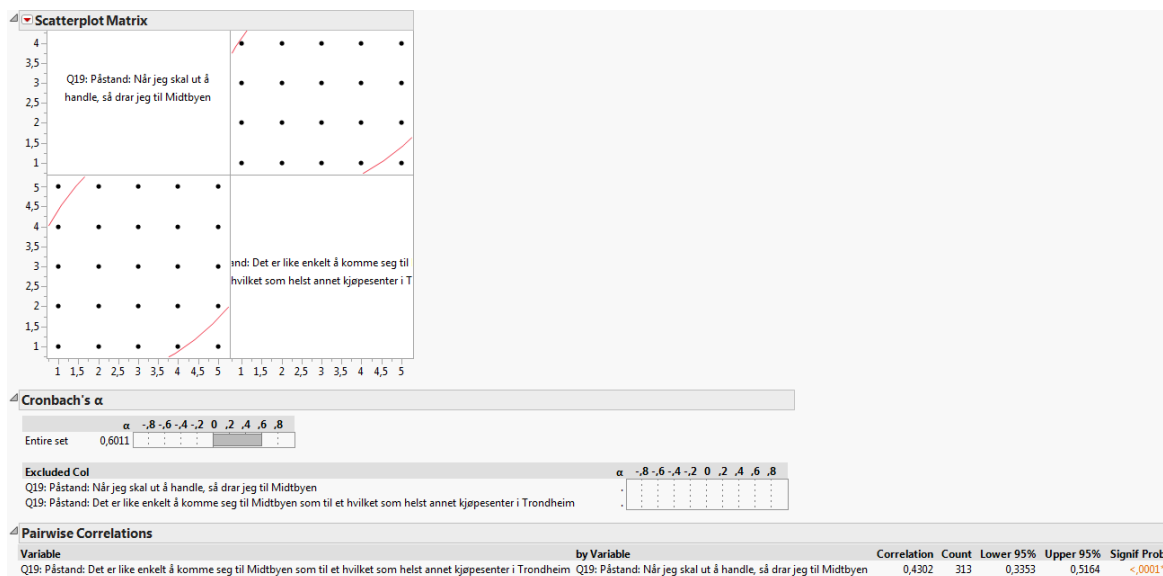 Scatterplot Matrix
4
3,5
3
2,5
2
1,5
1
Q19: Påstand: Når jeg skal ut å
handle, så drar jeg til Midtbyen
5
4,5
4
3,5
3
2,5
2
1,5
1
and: Det er like enkelt å komme seg til
hvilket som helst annet kjøpesenter i T
1 1,5 2 2,5 3 3,5 4 4,5 5 1 1,5 2 2,5 3 3,5 4 4,5 5
Cronbach's α
α -,8 -,6 -,4 -,2 0 ,2 ,4 ,6 ,8
Entire set 0,6011
Excluded Col α -,8 -,6 -,4 -,2 0 ,2 ,4 ,6 ,8
Q19: Påstand: Når jeg skal ut å handle, så drar jeg til Midtbyen .
Q19: Påstand: Det er like enkelt å komme seg til Midtbyen som til et hvilket som helst annet kjøpesenter i Trondheim .
Pairwise Correlations
Variable by Variable Correlation Count Lower 95% Upper 95% Signif Prob
Q19: Påstand: Det er like enkelt å komme seg til Midtbyen som til et hvilket som helst annet kjøpesenter i Trondheim Q19: Påstand: Når jeg skal ut å handle, så drar jeg til Midtbyen 0,4302 313 0,3353 0,5164 <,0001*